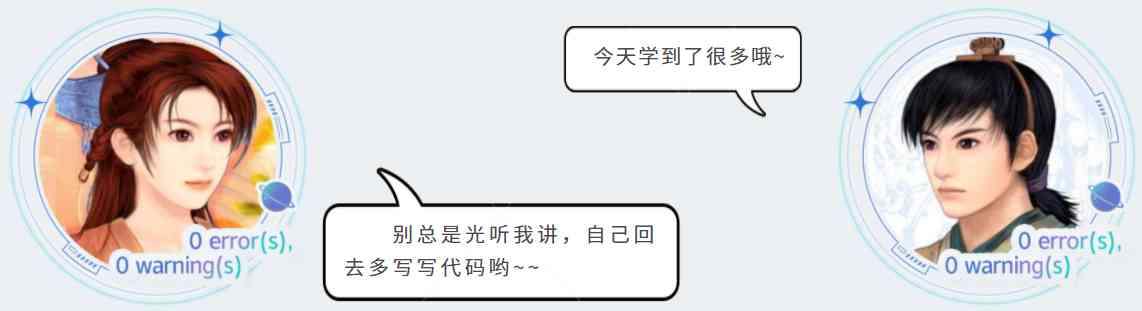 今天学到了很多哦~
别总是光听我讲，自己回
去多写写代码哟~~
0 error(s),
0 warning(s)
0 error(s),
0 warning(s)